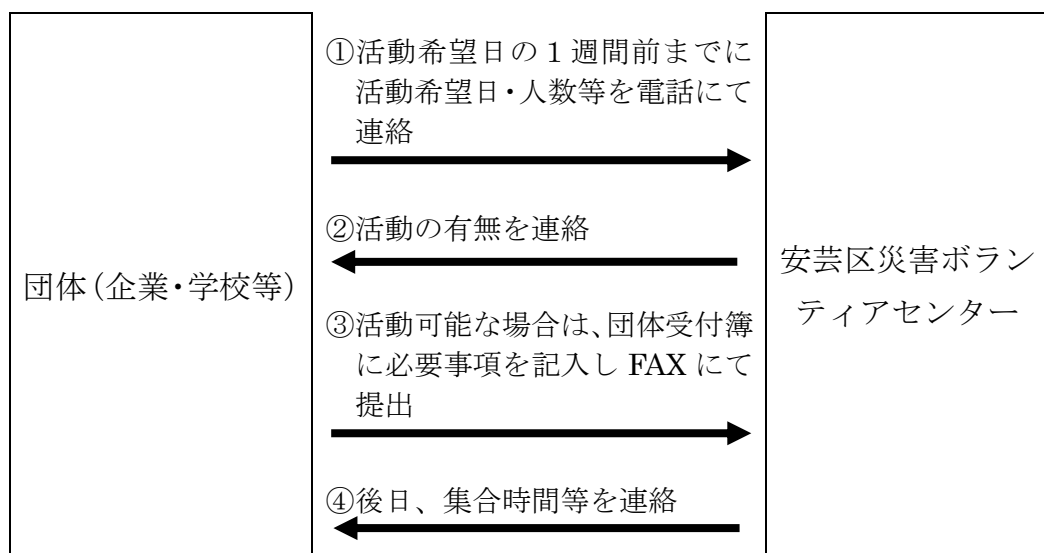 ①活動希望日の1週間前までに
活動希望日・人数等を電話にて
連絡
②活動の有無を連絡
団体(企業・学校等)
安芸区災害ボラン
ティアセンター
③活動可能な場合は、団体受付簿
に必要事項を記入し FAX にて
提出
④後日、集合時間等を連絡